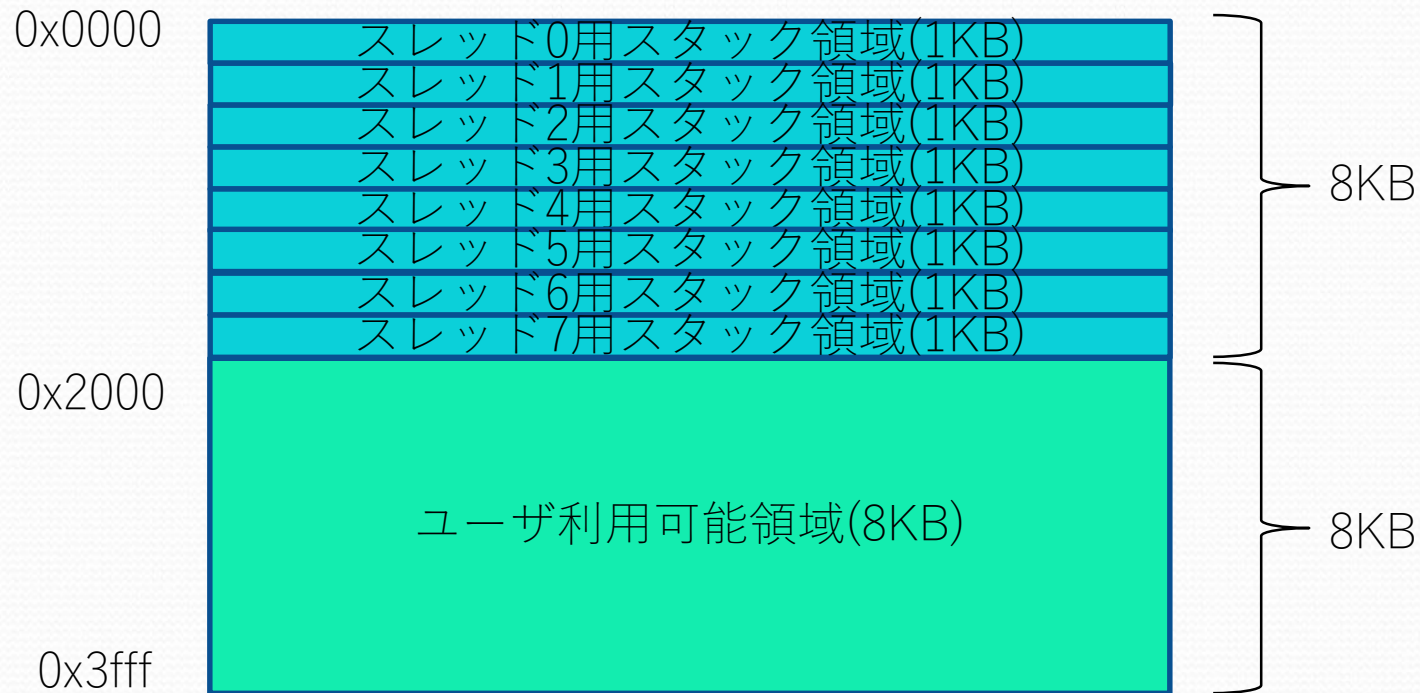 0x0000
スレッド0用スタック領域(1KB)
スレッド1用スタック領域(1KB)
スレッド2用スタック領域(1KB)
スレッド3用スタック領域(1KB)
8KB
スレッド4用スタック領域(1KB)
スレッド5用スタック領域(1KB)
スレッド6用スタック領域(1KB)
スレッド7用スタック領域(1KB)
0x2000
ユーザ利用可能領域(8KB)
8KB
0x3fff